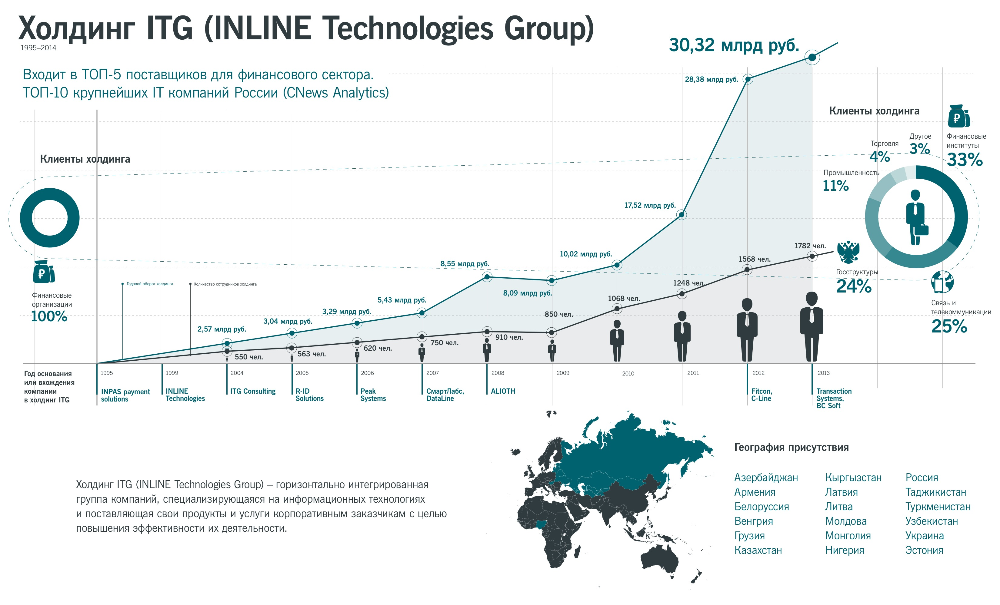 Холдинг ITG (INLINE Technologies Group)
1995–2014
Входит в ТОП-5 поставщиков для финансового сектора.
ТОП-10 крупнейших IT компаний России (CNews Analytics)
30,32 млрд руб.
28,38 млрд руб.
17,52 млрд руб.
10,02 млрд руб.
8,55 млрд руб.
8,09 млрд руб.
5,43 млрд руб.
3,29 млрд руб.
3,04 млрд руб.
2,57 млрд руб.
Клиенты холдинга
₽
Финансовые
организации
100%
Годовой оборот холдинга
Количество сотрудников холдинга
550 чел.
563 чел.
620 чел.
750 чел.
910 чел.
850 чел.
1068 чел.
1248 чел.
1568 чел.
1782 чел.
Клиенты холдинга
₽
Финансовые
институты
33%
Другое
3%
Торговля
4%
Промышленность
11%
Госструктуры
24%
Связь и
телекоммуникации
25%
Год основания
или вхождения
компании
в холдинг ITG
1995
INPAS payment
solutions
1999
INLINE
Technologies
2004
ITG Consulting
2005
R-ID
Solutions
2006
Peak
Systems
2007
СмартЛабс,
DataLine
2008
ALIOTH
2009
2010
2011
2012
Fitcon,
C-Line
2013
Transaction
Systems,
BC Soft
Холдинг ITG (INLINE Technologies Group) – горизонтально интегрированная
группа компаний, специализирующаяся на информационных технологиях
и поставляющая свои продукты и услуги корпоративным заказчикам с целью
повышения эффективности их деятельности.
География присутствия
Азербайджан
Армения
Белоруссия
Венгрия
Грузия
Казахстан
Кыргызстан
Латвия
Литва
Молдова
Монголия
Нигерия
Россия
Таджикистан
Туркменистан
Узбекистан
Украина
Эстония